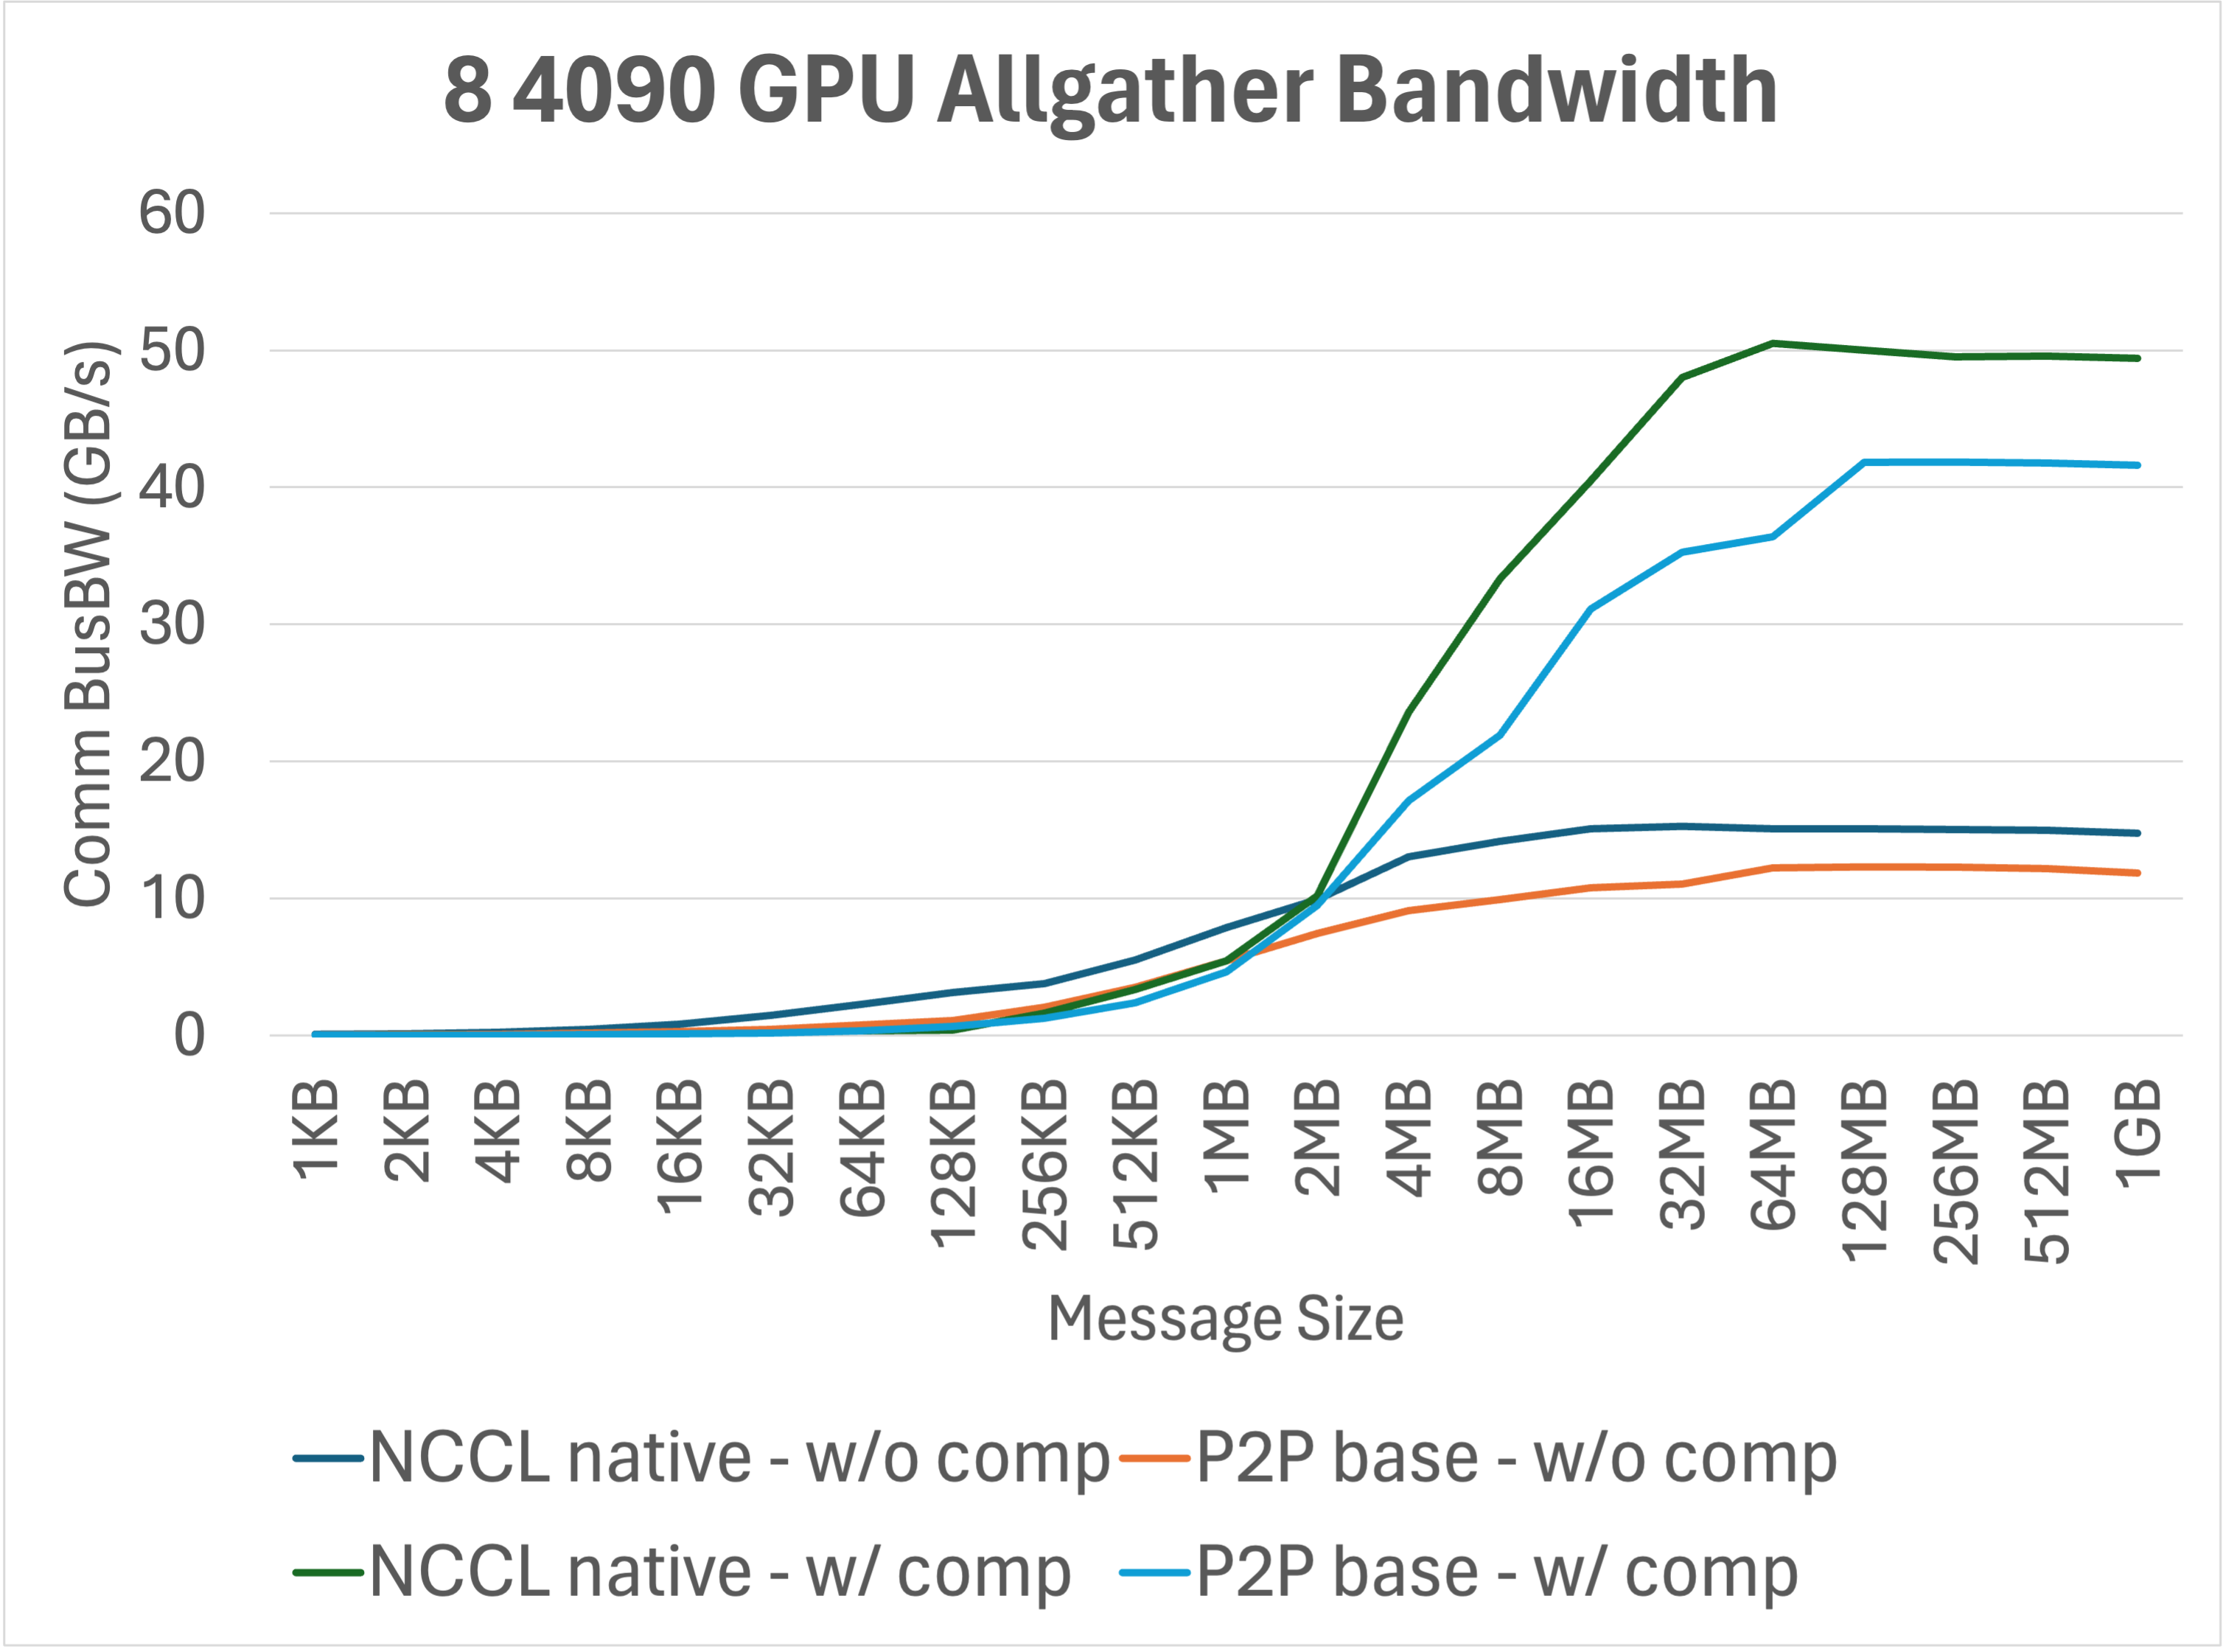 8 4090 GPU Allgather Bandwidth
Comm BusBW (GB/s)
60
50
40
30
20
10
0
1KB
2KB
4KB
8KB
16KB
32KB
64KB
128KB
256KB
512KB
1MB
2MB
4MB
8MB
16MB
32MB
64MB
128MB
256MB
512MB
1GB
Message Size
NCCL native - w/o comp
P2P base - w/o comp
NCCL native - w/ comp
P2P base - w/ comp